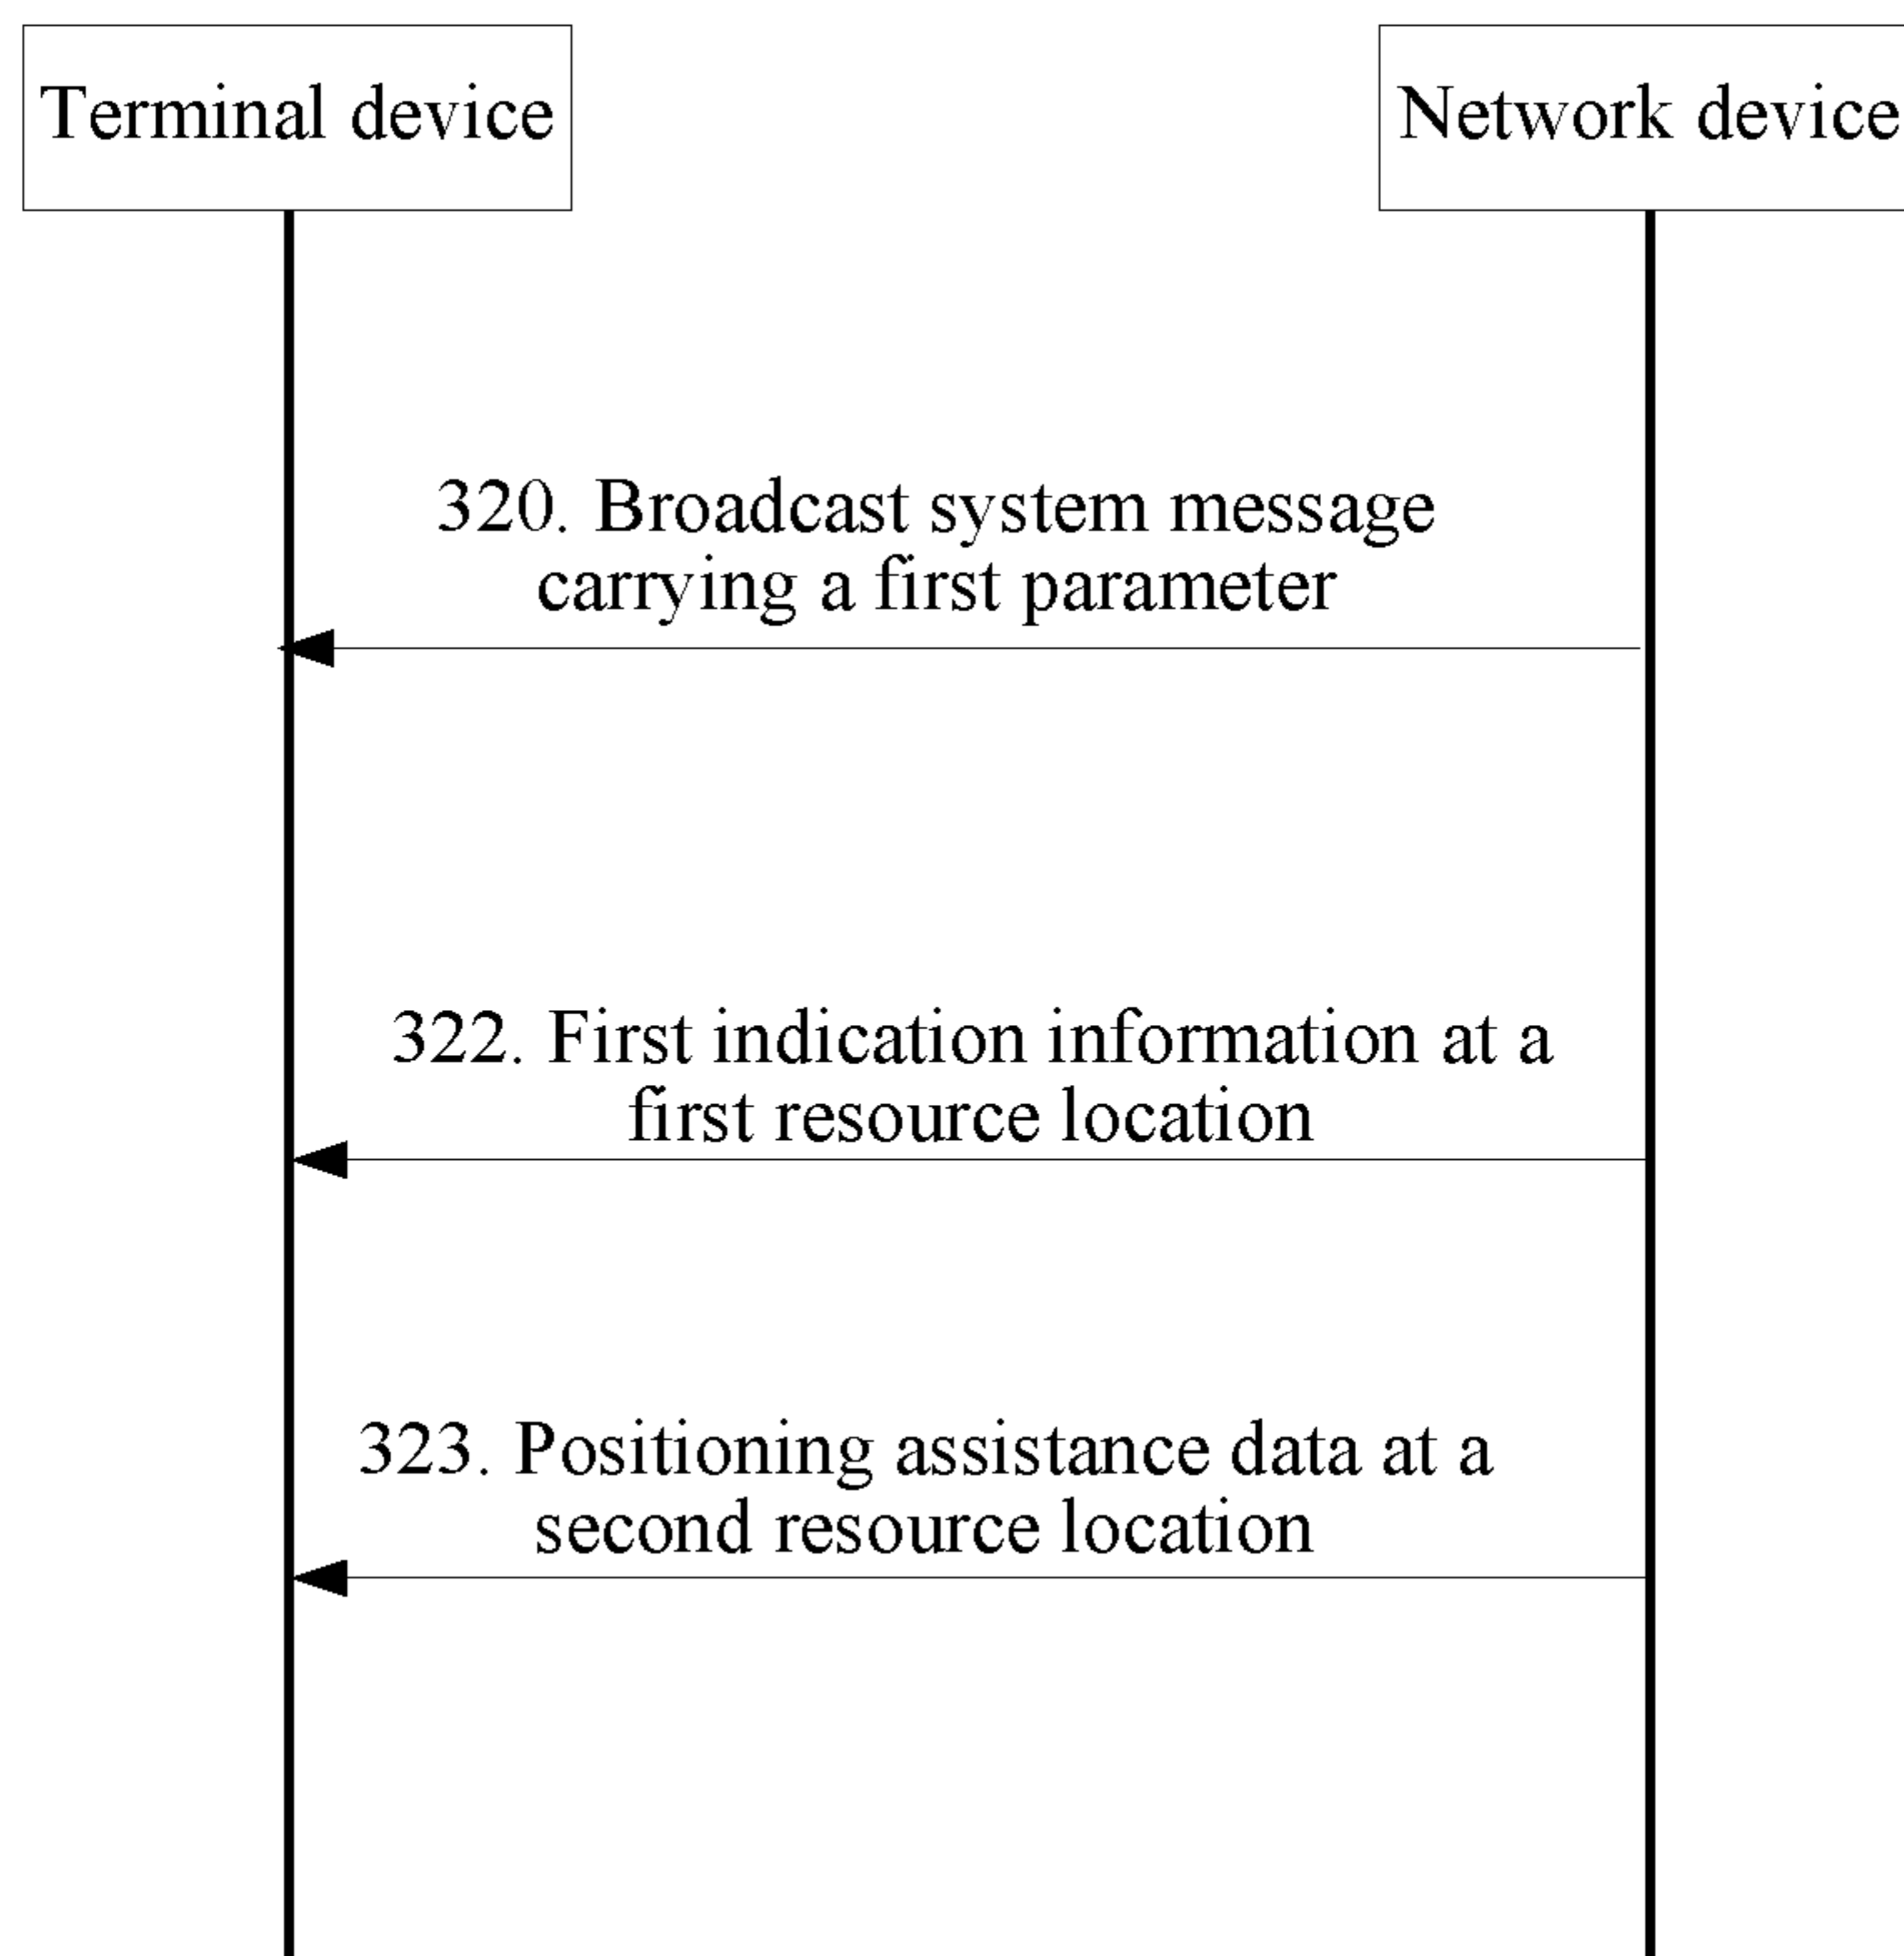 Terminal device
Network device
320. Broadcast system message
carrying a first parameter
322. First indication information at a
first resource location
323. Positioning assistance data at a
second resource location